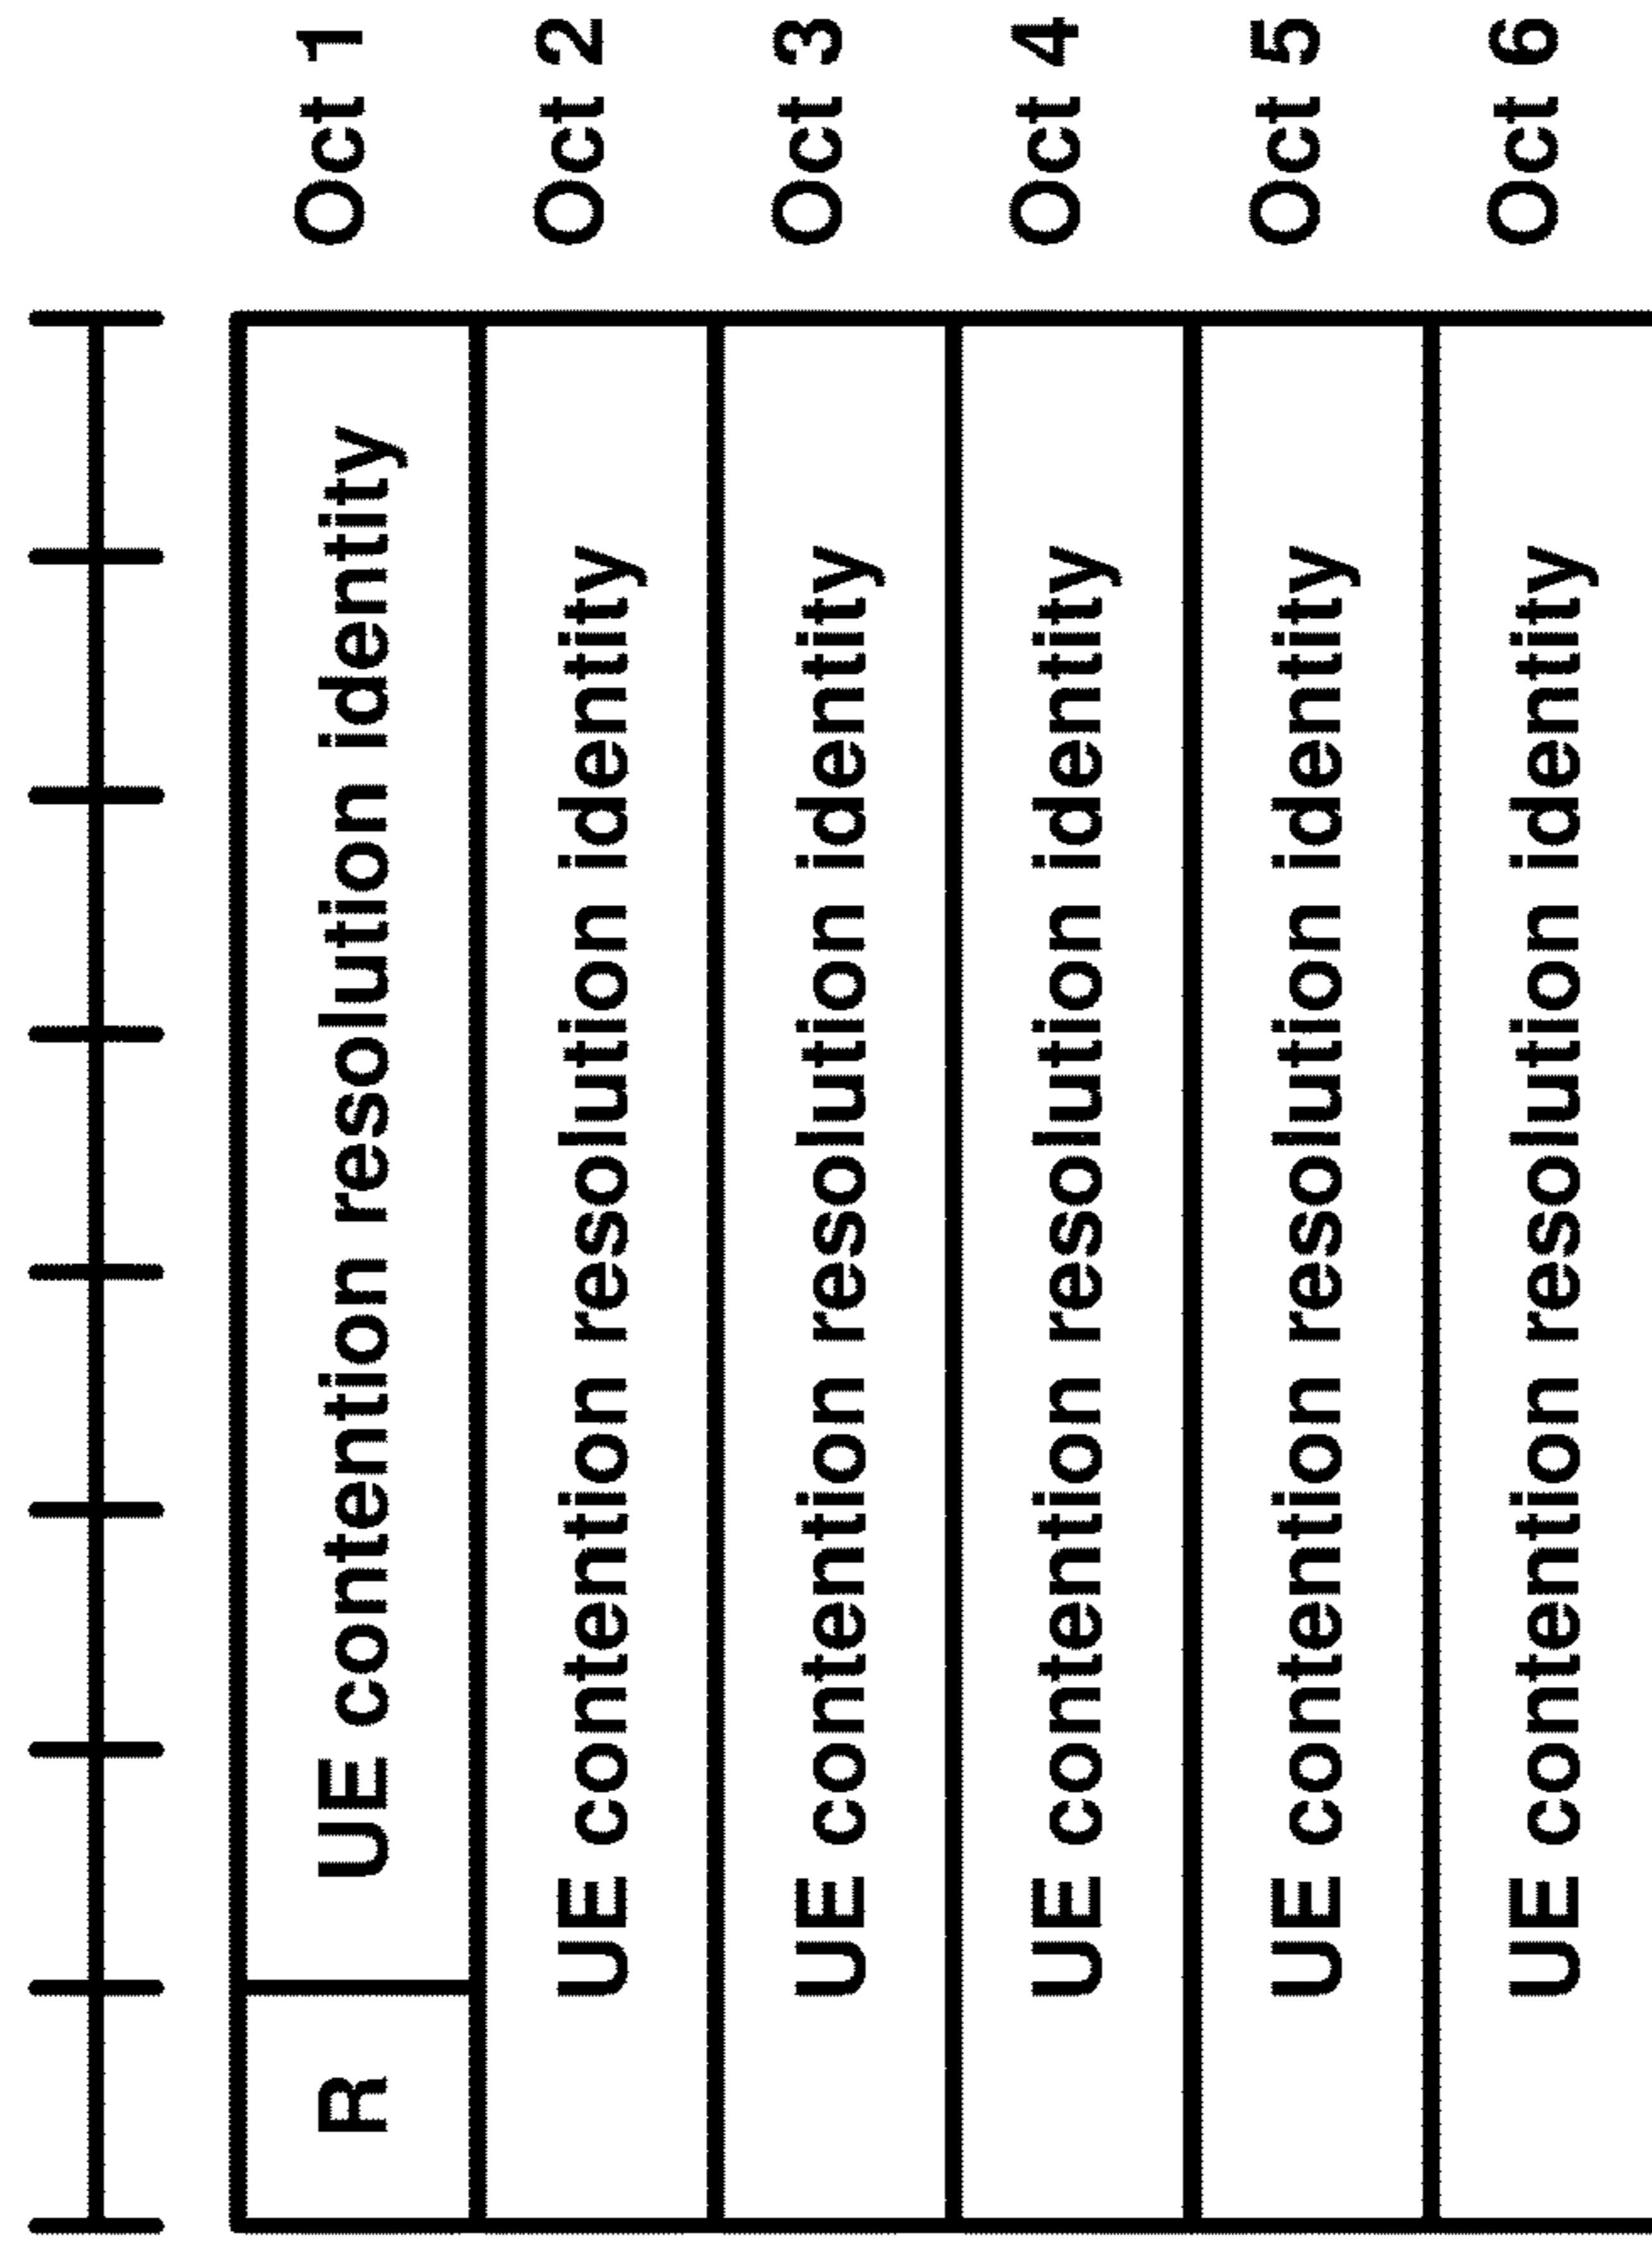 R UE contention resolution identity Oct 1
UE contention resolution identity Oct 2
UE contention resolution identity Oct 3
UE contention resolution identity Oct 4
UE contention resolution identity Oct 5
UE contention resolution identity Oct 6